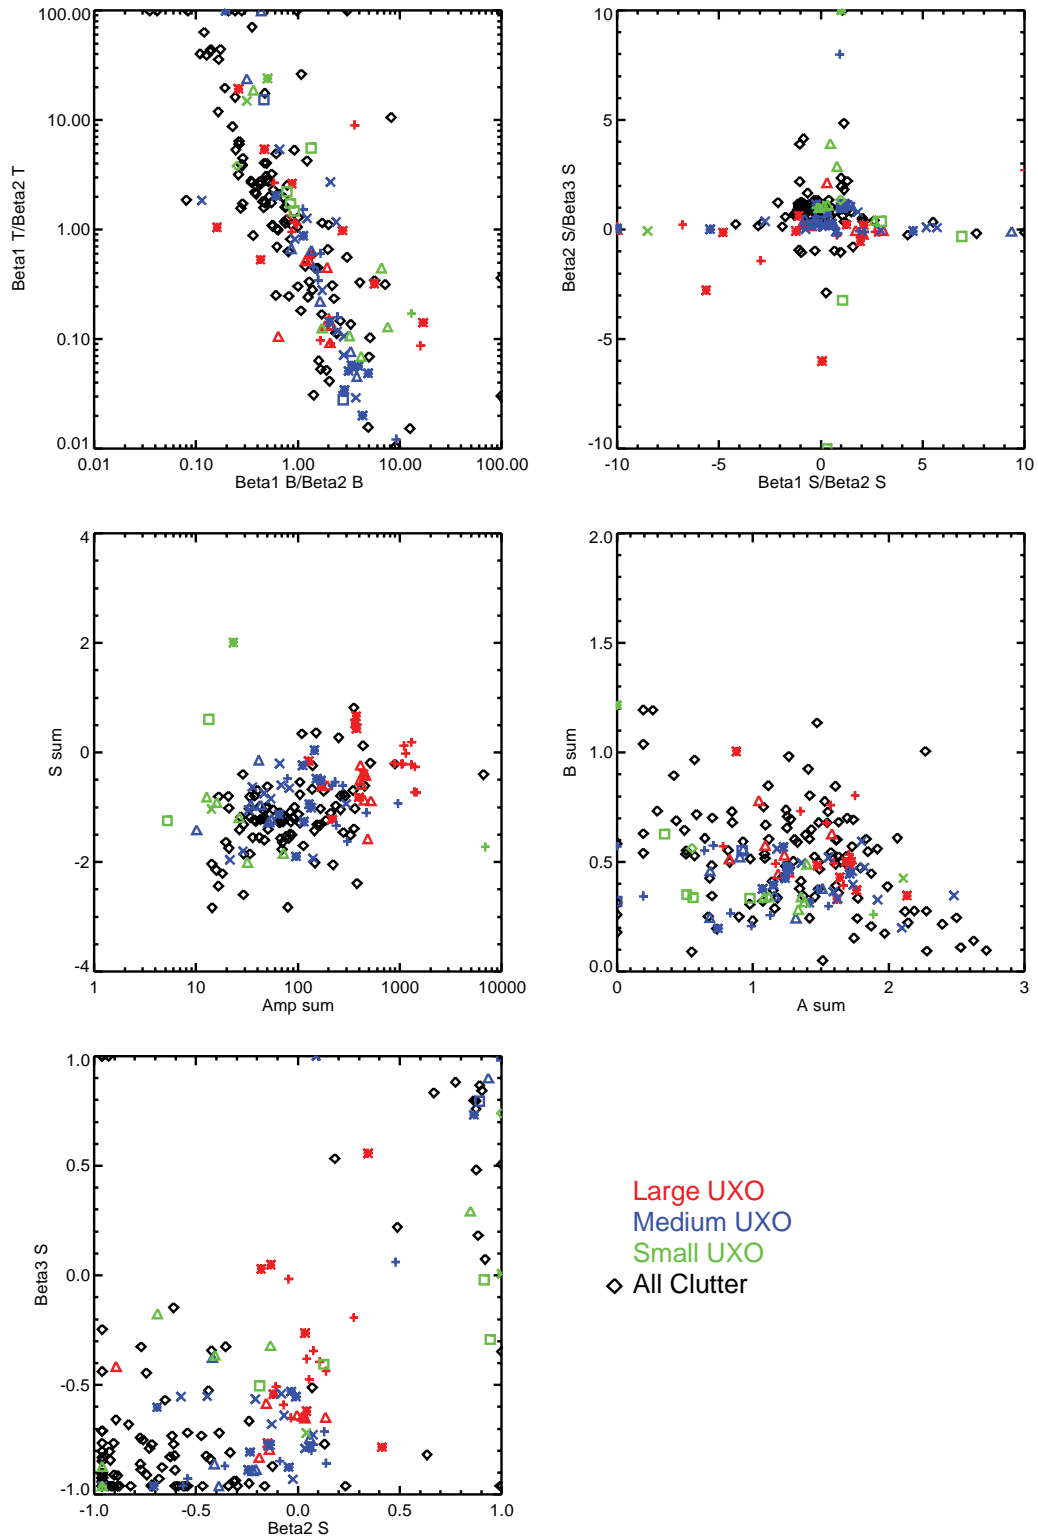 100.00
10.00
1.00
0.10
0.01
Beta1 T/Beta2 T
0.01 0.10 1.00 10.00 100.00
Beta1 B/Beta2 B
10
5
0
-5
-10
Beta2 S/Beta3 S
-10 -5 0 5 10
Beta1 S/Beta2 S
4
2
0
-2
-4
S sum
1 10 100 1000 10000
Amp sum
2.0
1.5
1.0
0.5
0.0
B sum
0 1 2 3
A sum
1.0
0.5
0.0
-0.5
-1.0
Beta3 S
-1.0 -0.5 0.0 0.5 1.0
Beta2 S
Large UXO
Medium UXO
Small UXO
All Clutter